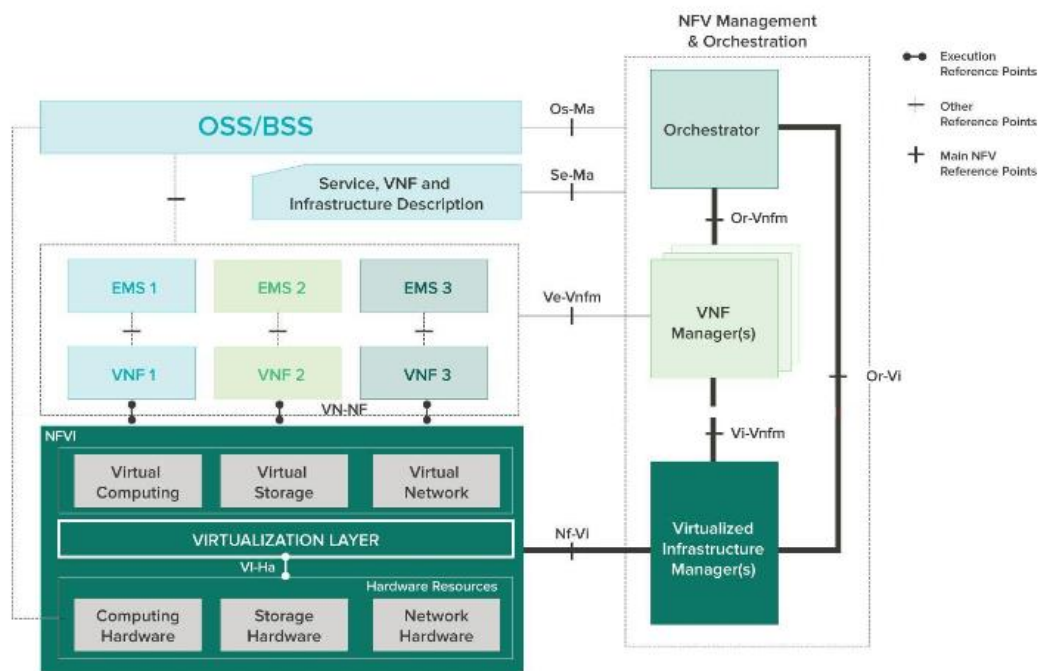 NFV Management
& Orchestration
Execution
Reference Points
Other
Reference Points
Main NFV
Reference Points
OSS/BSS
Os-Ma
Orchestrator
Service, VNF and
Infrastructure Description
Se-Ma
Or-Vnfm
EMS 1
EMS 2
EMS 3
Ve-Vnfm
VNF
Manager(s)
VNF 1
VNF 2
VNF 3
Or-Vi
VN-NF
Vi-Vnfm
NFVI
Virtual
Computing
Virtual
Storage
Virtual
Network
VIRTUALIZATION LAYER
Nf-Vi
Virtualized
Infrastructure
Manager(s)
VI-Ha
Hardware Resources
Computing
Hardware
Storage
Hardware
Network
Hardware